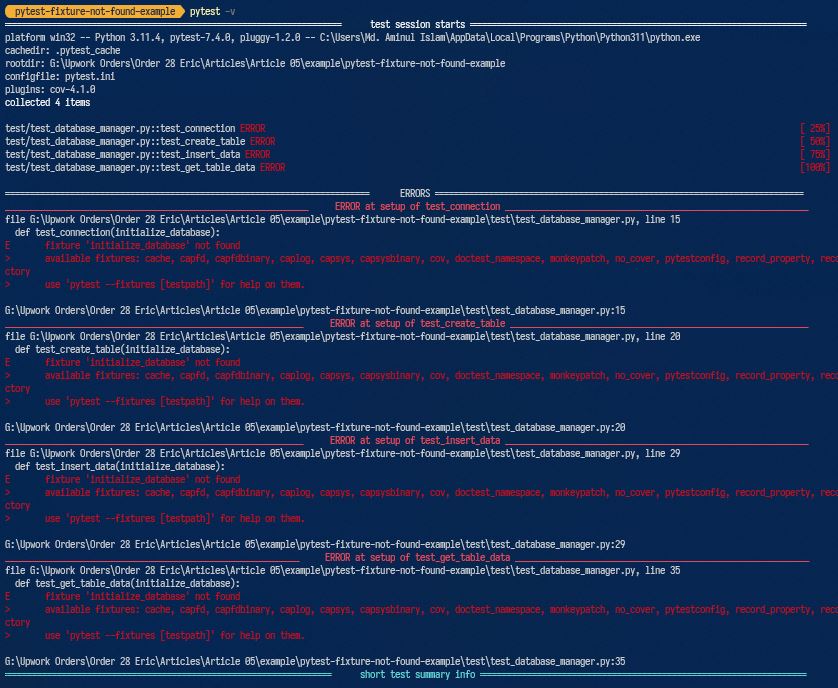 pytest-fixture-not-found-example pytest -v
test session starts
platform win32 -- Python 3.11.4, pytest-7.4.0, pluggy-1.2.0 -- C:\Users\Md. Aminul Islam\AppData\Local\Programs\Python\Python311\python.exe
cachedir: .pytest_cache
rootdir: G:\Upwork Orders\Order 28 Eric\Articles\Article 05\example\pytest-fixture-not-found-example
configfile: pytest.ini
plugins: cov-4.1.0
collected 4 items
test/test_database_manager.py::test_connection ERROR [ 25%]
test/test_database_manager.py::test_create_table ERROR [ 50%]
test/test_database_manager.py::test_insert_data ERROR [ 75%]
test/test_database_manager.py::test_get_table_data ERROR [100%]
ERRORS
ERROR at setup of test_connection
file G:\Upwork Orders\Order 28 Eric\Articles\Article 05\example\pytest-fixture-not-found-example\test\test_database_manager.py, line 15
def test_connection(initialize_database):
E fixture 'initialize_database' not found
> available fixtures: cache, capfd, capfdbinary, caplog, capsys, capsysbinary, cov, doctest_namespace, monkeypatch, no_cover, pytestconfig, record_property, reco
ctory
> use 'pytest --fixtures [testpath]' for help on them.
G:\Upwork Orders\Order 28 Eric\Articles\Article 05\example\pytest-fixture-not-found-example\test\test_database_manager.py:15
ERROR at setup of test_create_table
file G:\Upwork Orders\Order 28 Eric\Articles\Article 05\example\pytest-fixture-not-found-example\test\test_database_manager.py, line 20
def test_create_table(initialize_database):
E fixture 'initialize_database' not found
> available fixtures: cache, capfd, capfdbinary, caplog, capsys, capsysbinary, cov, doctest_namespace, monkeypatch, no_cover, pytestconfig, record_property, reco
ctory
> use 'pytest --fixtures [testpath]' for help on them.
G:\Upwork Orders\Order 28 Eric\Articles\Article 05\example\pytest-fixture-not-found-example\test\test_database_manager.py:20
ERROR at setup of test_insert_data
file G:\Upwork Orders\Order 28 Eric\Articles\Article 05\example\pytest-fixture-not-found-example\test\test_database_manager.py, line 29
def test_insert_data(initialize_database):
E fixture 'initialize_database' not found
> available fixtures: cache, capfd, capfdbinary, caplog, capsys, capsysbinary, cov, doctest_namespace, monkeypatch, no_cover, pytestconfig, record_property, reco
ctory
> use 'pytest --fixtures [testpath]' for help on them.
G:\Upwork Orders\Order 28 Eric\Articles\Article 05\example\pytest-fixture-not-found-example\test\test_database_manager.py:29
ERROR at setup of test_get_table_data
file G:\Upwork Orders\Order 28 Eric\Articles\Article 05\example\pytest-fixture-not-found-example\test\test_database_manager.py, line 35
def test_get_table_data(initialize_database):
E fixture 'initialize_database' not found
> available fixtures: cache, capfd, capfdbinary, caplog, capsys, capsysbinary, cov, doctest_namespace, monkeypatch, no_cover, pytestconfig, record_property, reco
ctory
> use 'pytest --fixtures [testpath]' for help on them.
G:\Upwork Orders\Order 28 Eric\Articles\Article 05\example\pytest-fixture-not-found-example\test\test_database_manager.py:35
short test summary info